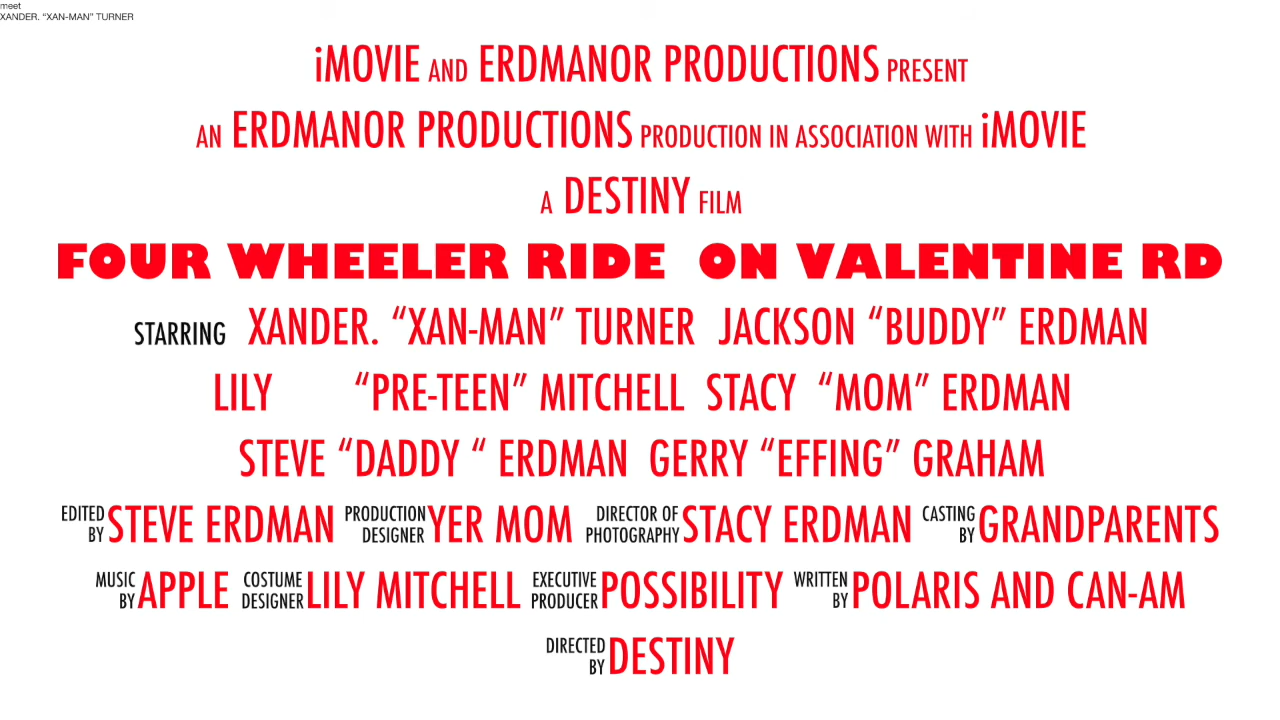 meet
XANDER. “XAN-MAN” TURNER
iMOVIE AND ERDMANOR PRODUCTIONS PRESENT
AN ERDMANOR PRODUCTIONS PRODUCTION IN ASSOCIATION WITH iMOVIE
A DESTINY FILM
FOUR WHEELER RIDE ON VALENTINE RD
STARRING XANDER. “XAN-MAN” TURNER JACKSON “BUDDY” ERDMAN
LILY “PRE-TEEN” MITCHELL STACY “MOM” ERDMAN
STEVE “DADDY “ ERDMAN GERRY “EFFING” GRAHAM
EDITED BY STEVE ERDMAN PRODUCTION DESIGNER YER MOM DIRECTOR OF PHOTOGRAPHY STACY ERDMAN CASTING BY GRANDPARENTS
MUSIC BY APPLE COSTUME DESIGNER LILY MITCHELL EXECUTIVE PRODUCER POSSIBILITY WRITTEN BY POLARIS AND CAN-AM
DIRECTED BY DESTINY